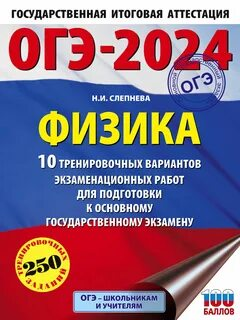 ГОСУДАРСТВЕННАЯ ИТОГОВАЯ АТТЕСТАЦИЯ
ОГЭ-2024
ОГЭ
Н.И. СЛЕПНЕВА
ФИЗИКА
10 ТРЕНИРОВОЧНЫХ ВАРИАНТОВ
ЭКЗАМЕНАЦИОННЫХ РАБОТ
ДЛЯ ПОДГОТОВКИ
К ОСНОВНОМУ
ГОСУДАРСТВЕННОМУ ЭКЗАМЕНУ
ТРЕНИРОВОЧНЫХ
250
ЗАДАНИЙ
ОГЭ – ШКОЛЬНИКАМ
И УЧИТЕЛЯМ
100
БАЛЛОВ